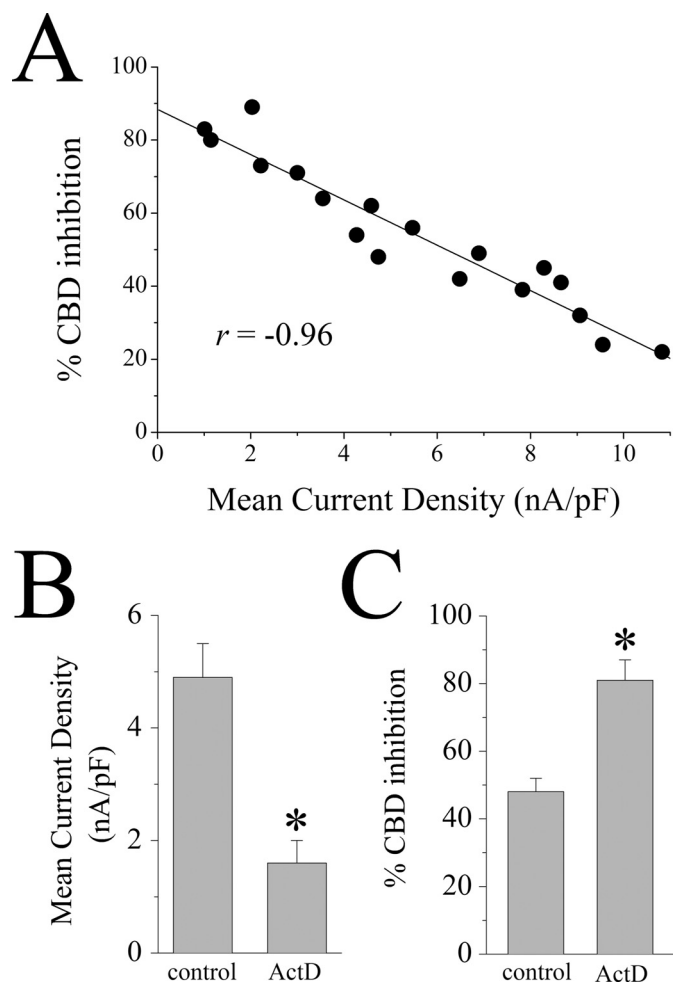 A
100
80
60
40
20
0
% CBD inhibition
r = -0.96
0 2 4 6 8 10
Mean Current Density (nA/pF)
B
6
4
2
0
Mean Current Density
(nA/pF)
*
control ActD
C
100
80
60
40
20
0
% CBD inhibition
*
control ActD